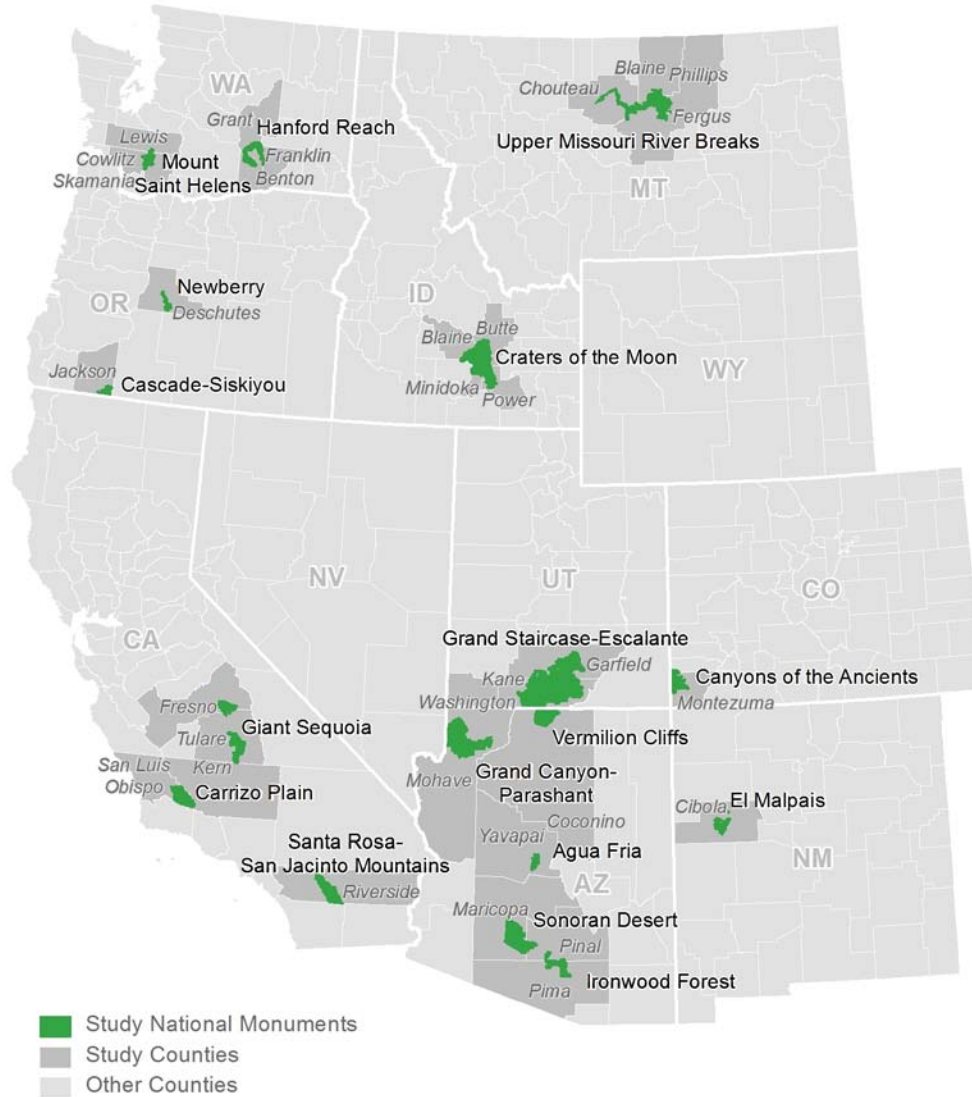 WA
Grant
Lewis
Hanford Reach
Cowlitz
Mount
Franklin
Skamania
Saint Helens
Benton
Blaine
Phillips
Chouteau
Fergus
Upper Missouri River Breaks
MT
Newberry
OR
Deschutes
Jackson
Cascade-Siskiyou
ID
Blaine
Butte
Craters of the Moon
Minidoka
Power
WY
NV
UT
CO
CA
Grand Staircase-Escalante
Kane
Garfield
Washington
Canyons of the Ancients
Montezuma
Fresno
Giant Sequoia
Tulare
San Luis
Obispo
Kern
Carrizo Plain
Vermilion Cliffs
Mohave
Grand Canyon-
Parashant
Coconino
Yavapai
Agua Fria
Cibola
El Malpais
NM
Santa Rosa-
San Jacinto Mountains
Riverside
AZ
Maricopa
Sonoran Desert
Pinal
Ironwood Forest
Pima
Study National Monuments
Study Counties
Other Counties